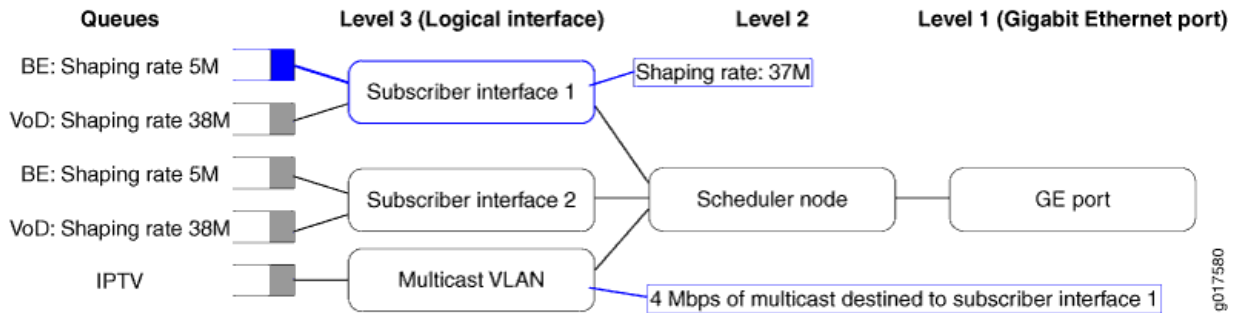 Queues Level 3 (Logical interface) Level 2 Level 1 (Gigabit Ethernet port)
BE: Shaping rate 5M
Subscriber interface 1
Shaping rate: 37M
VoD: Shaping rate 38M
BE: Shaping rate 5M
Subscriber interface 2
Scheduler node
GE port
VoD: Shaping rate 38M
IPTV
Multicast VLAN
4 Mbps of multicast destined to subscriber interface 1
g017580